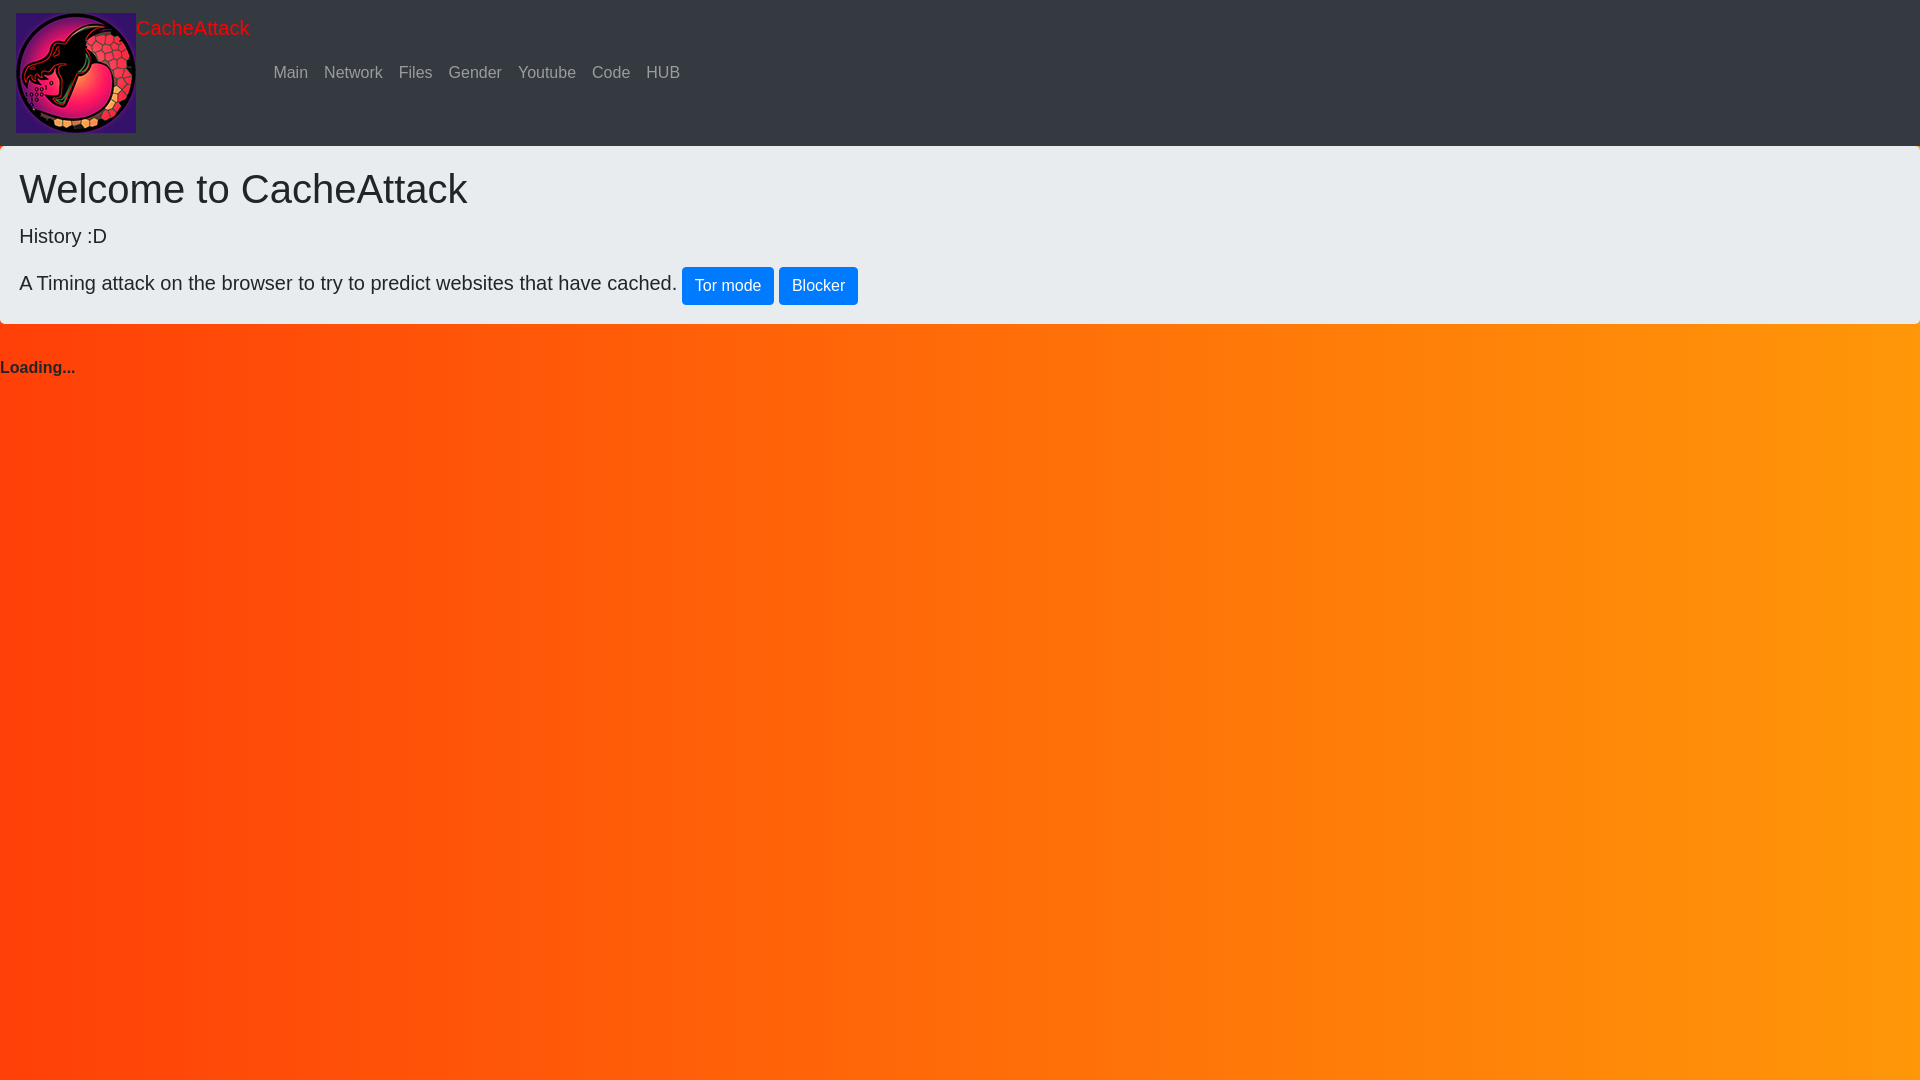 CacheAttack
Main Network Files Gender Youtube Code HUB
Welcome to CacheAttack
History :D
A Timing attack on the browser to try to predict websites that have cached. Tor mode Blocker
Loading...